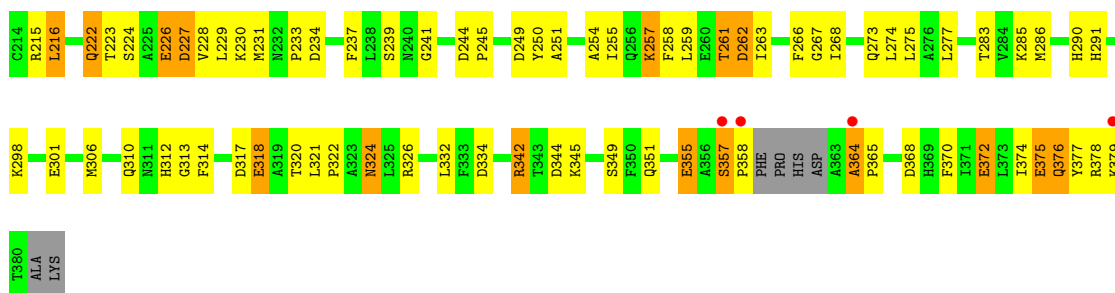 C214 R215 L216 Q222 T223 S224 A225 E226 D227 V228 L229 K230 M231 N232 P233 D234 F237 L238 S239 N240 G241 D244 P245 D249 Y250 A251 A254 I255 Q256 K257 F258 L259 E260 T261 D262 I263 F266 G267 I268 Q273 L274 L275 A276 L277 T283 V284 K285 M286 H290 H291
K298 E301 M306 Q310 N311 H312 G313 F314 D317 E318 A319 T320 L321 P322 A323 N324 L325 R326 L332 F333 D334 R342 T343 D344 K345 S349 F350 Q351 E355 A356 S357 P358 PHE PRO HIS ASP A363 A364 P365 D368 H369 F370 I371 E372 L373 I374 E375 Q376 Y377 R378 K379
T380 ALA LYS